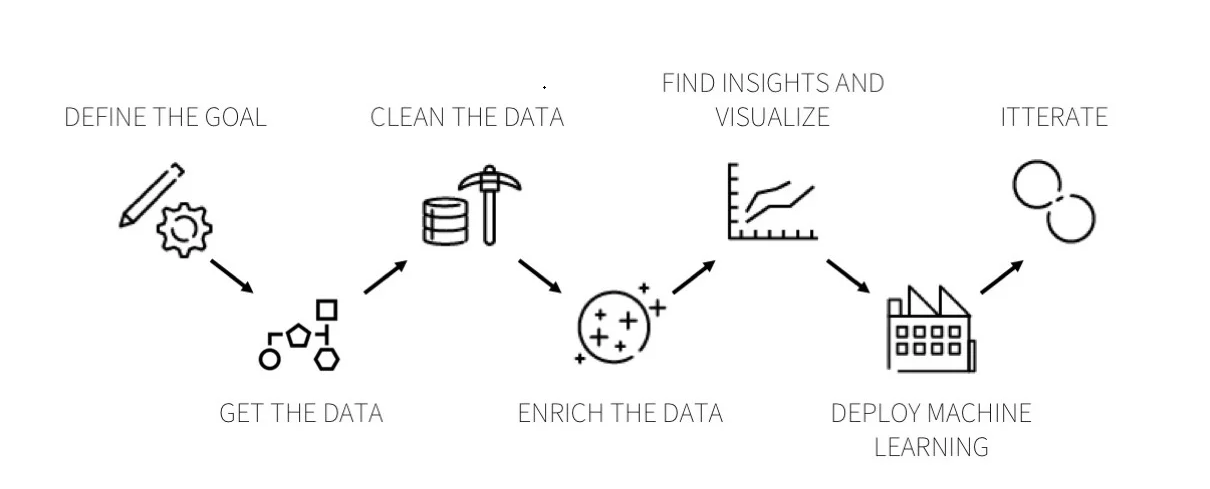 DEFINE THE GOAL
GET THE DATA
CLEAN THE DATA
ENRICH THE DATA
FIND INSIGHTS AND
VISUALIZE
DEPLOY MACHINE
LEARNING
ITTERATE